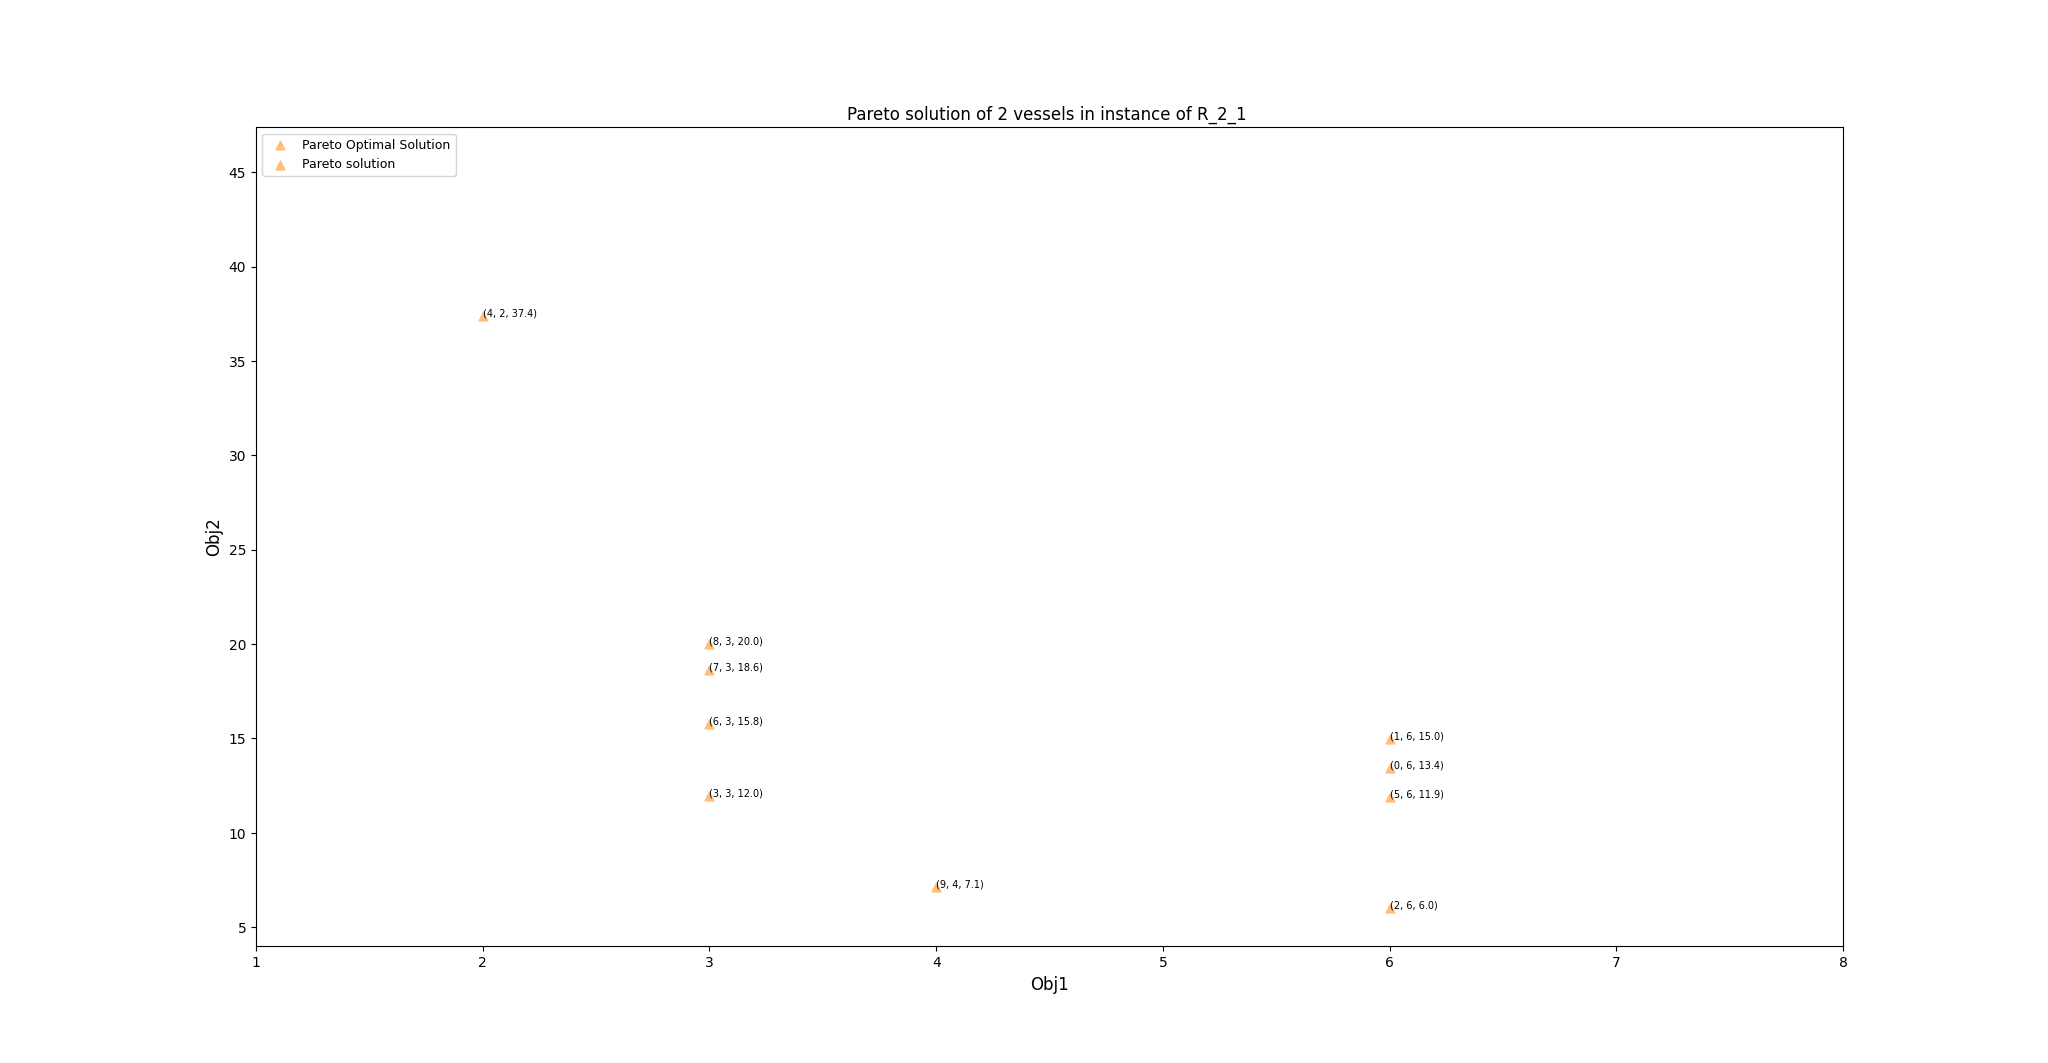 Pareto solution of 2 vessels in instance of R_2_1
Pareto Optimal Solution
Pareto solution
45
40
35
30
25
20
15
10
5
Obj2
(4, 2, 37.4)
(8, 3, 20.0)
(7, 3, 18.6)
(6, 3, 15.8)
(3, 3, 12.0)
(9, 4, 7.1)
(1, 6, 15.0)
(0, 6, 13.4)
(5, 6, 11.9)
(2, 6, 6.0)
1 2 3 4 5 6 7 8
Obj1